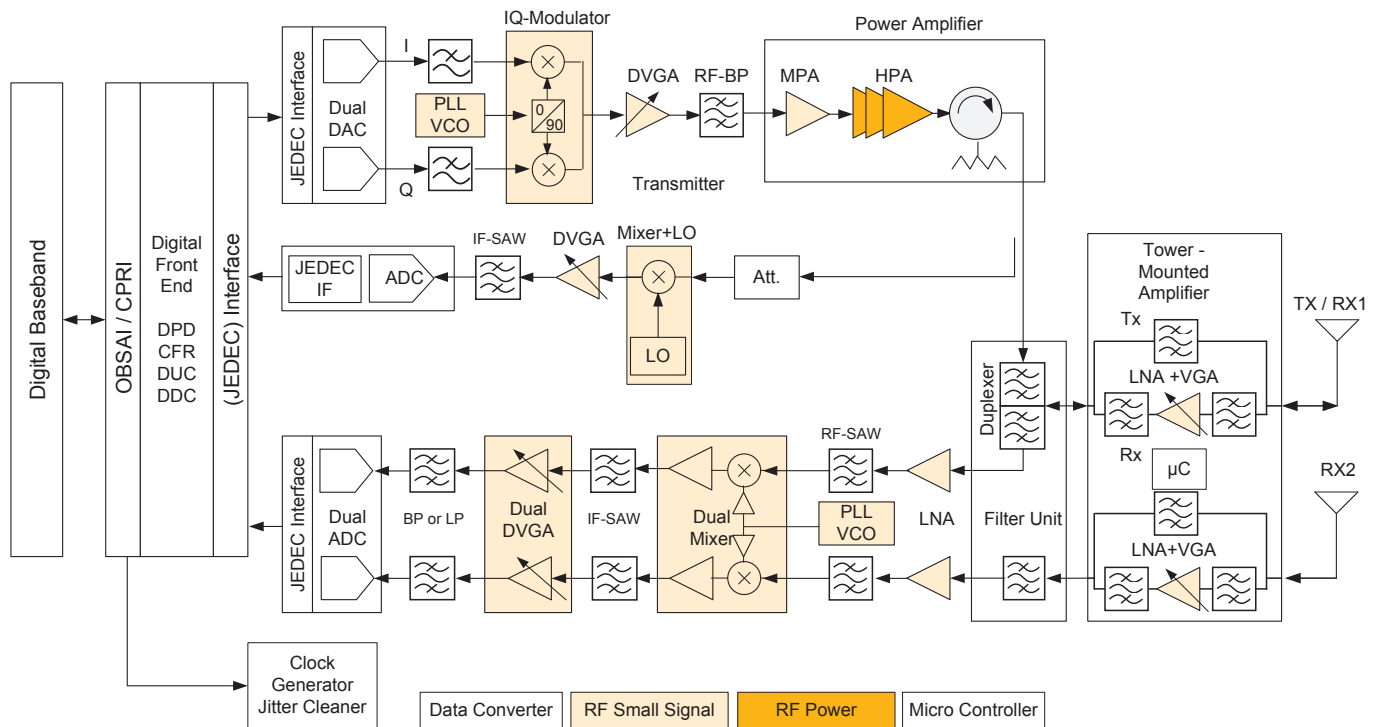 IQ-Modulator
Power Amplifier
JEDEC Interface
Dual
DAC
I
Q
PLL
VCO
0
90
DVGA
RF-BP
MPA
HPA
Transmitter
Digital Baseband
OBSAI / CPRI
Digital
Front
End
DPD
CFR
DUC
DDC
(JEDEC) Interface
JEDEC
IF
ADC
IF-SAW
DVGA
Mixer+LO
LO
Att.
Tower -
Mounted
Amplifier
Tx
LNA +VGA
Rx
µC
LNA+VGA
TX / RX1
RX2
Duplexer
Filter Unit
JEDEC Interface
Dual
ADC
BP or LP
Dual
DVGA
IF-SAW
Dual
Mixer
RF-SAW
PLL
VCO
LNA
Clock
Generator
Jitter Cleaner
Data Converter
RF Small Signal
RF Power
Micro Controller